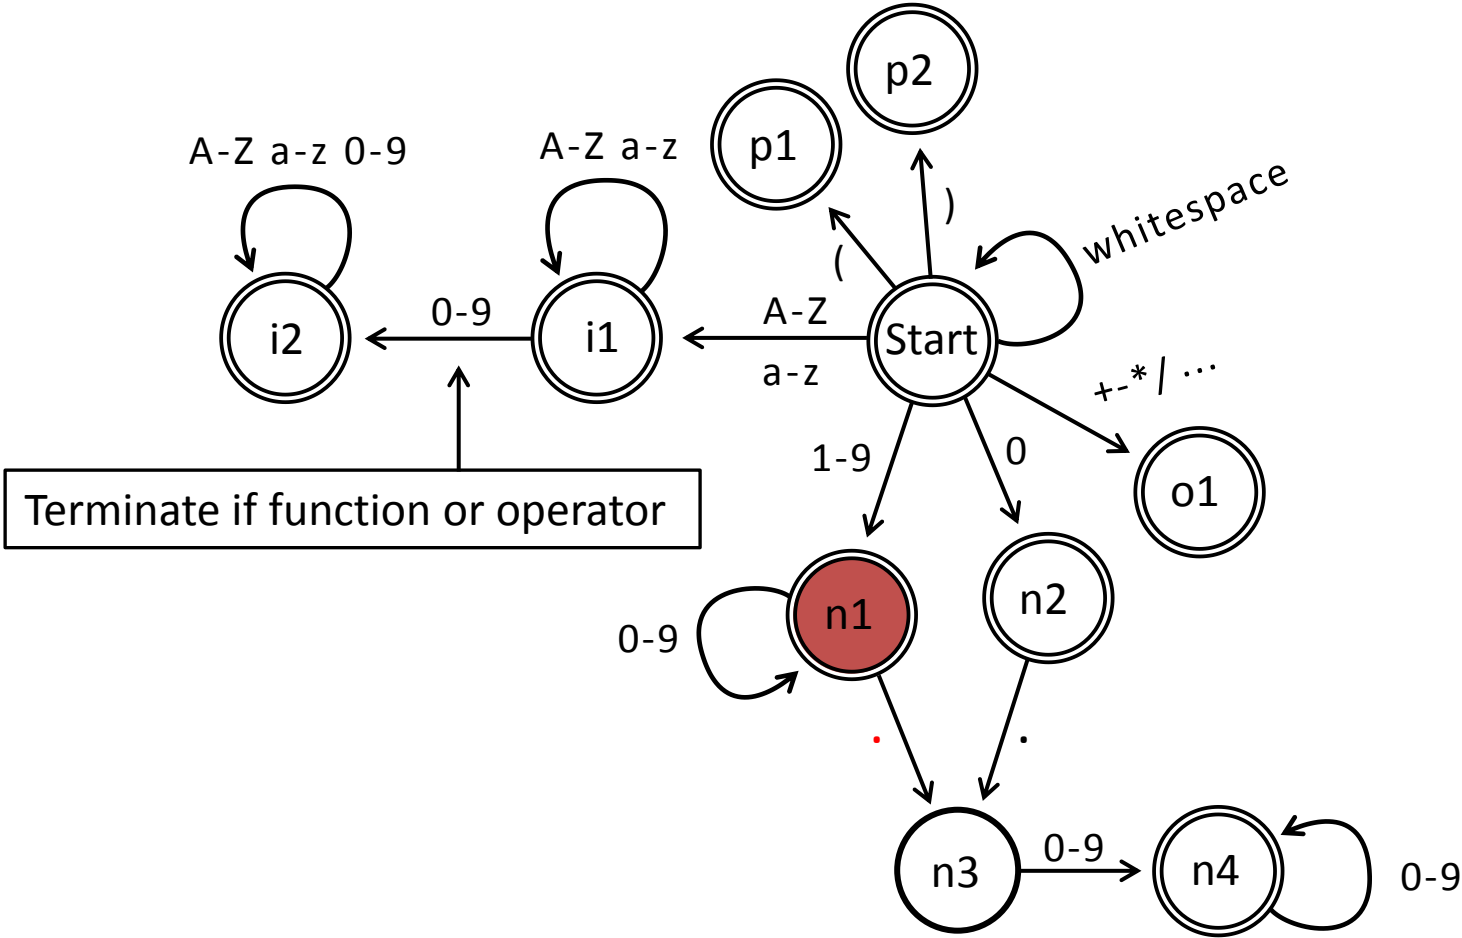 p2
p1
A-Z a-z 0-9
A-Z a-z
)
whitespace
(
i2
0-9
i1
A-Z
a-z
Start
+-*/ ...
1-9
0
Terminate if function or operator
o1
n1
n2
0-9
.
.
n3
0-9
n4
0-9